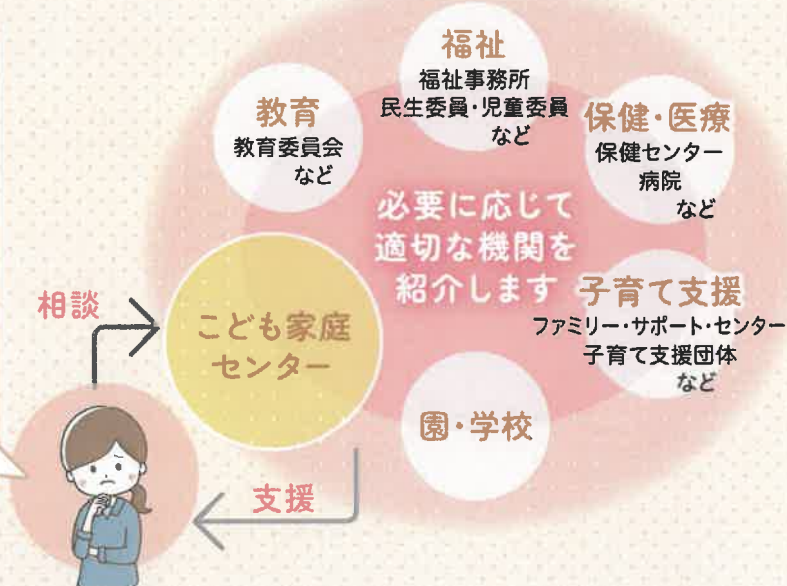 福祉
福祉事務所
民生委員・児童委員
など
教育
教育委員会
など
保健・医療
保健センター
病院
など
必要に応じて
適切な機関を
紹介します
子育て支援
ファミリー・サポート・センター
子育て支援団体
など
園・学校
こども家庭
センター
相談
支援